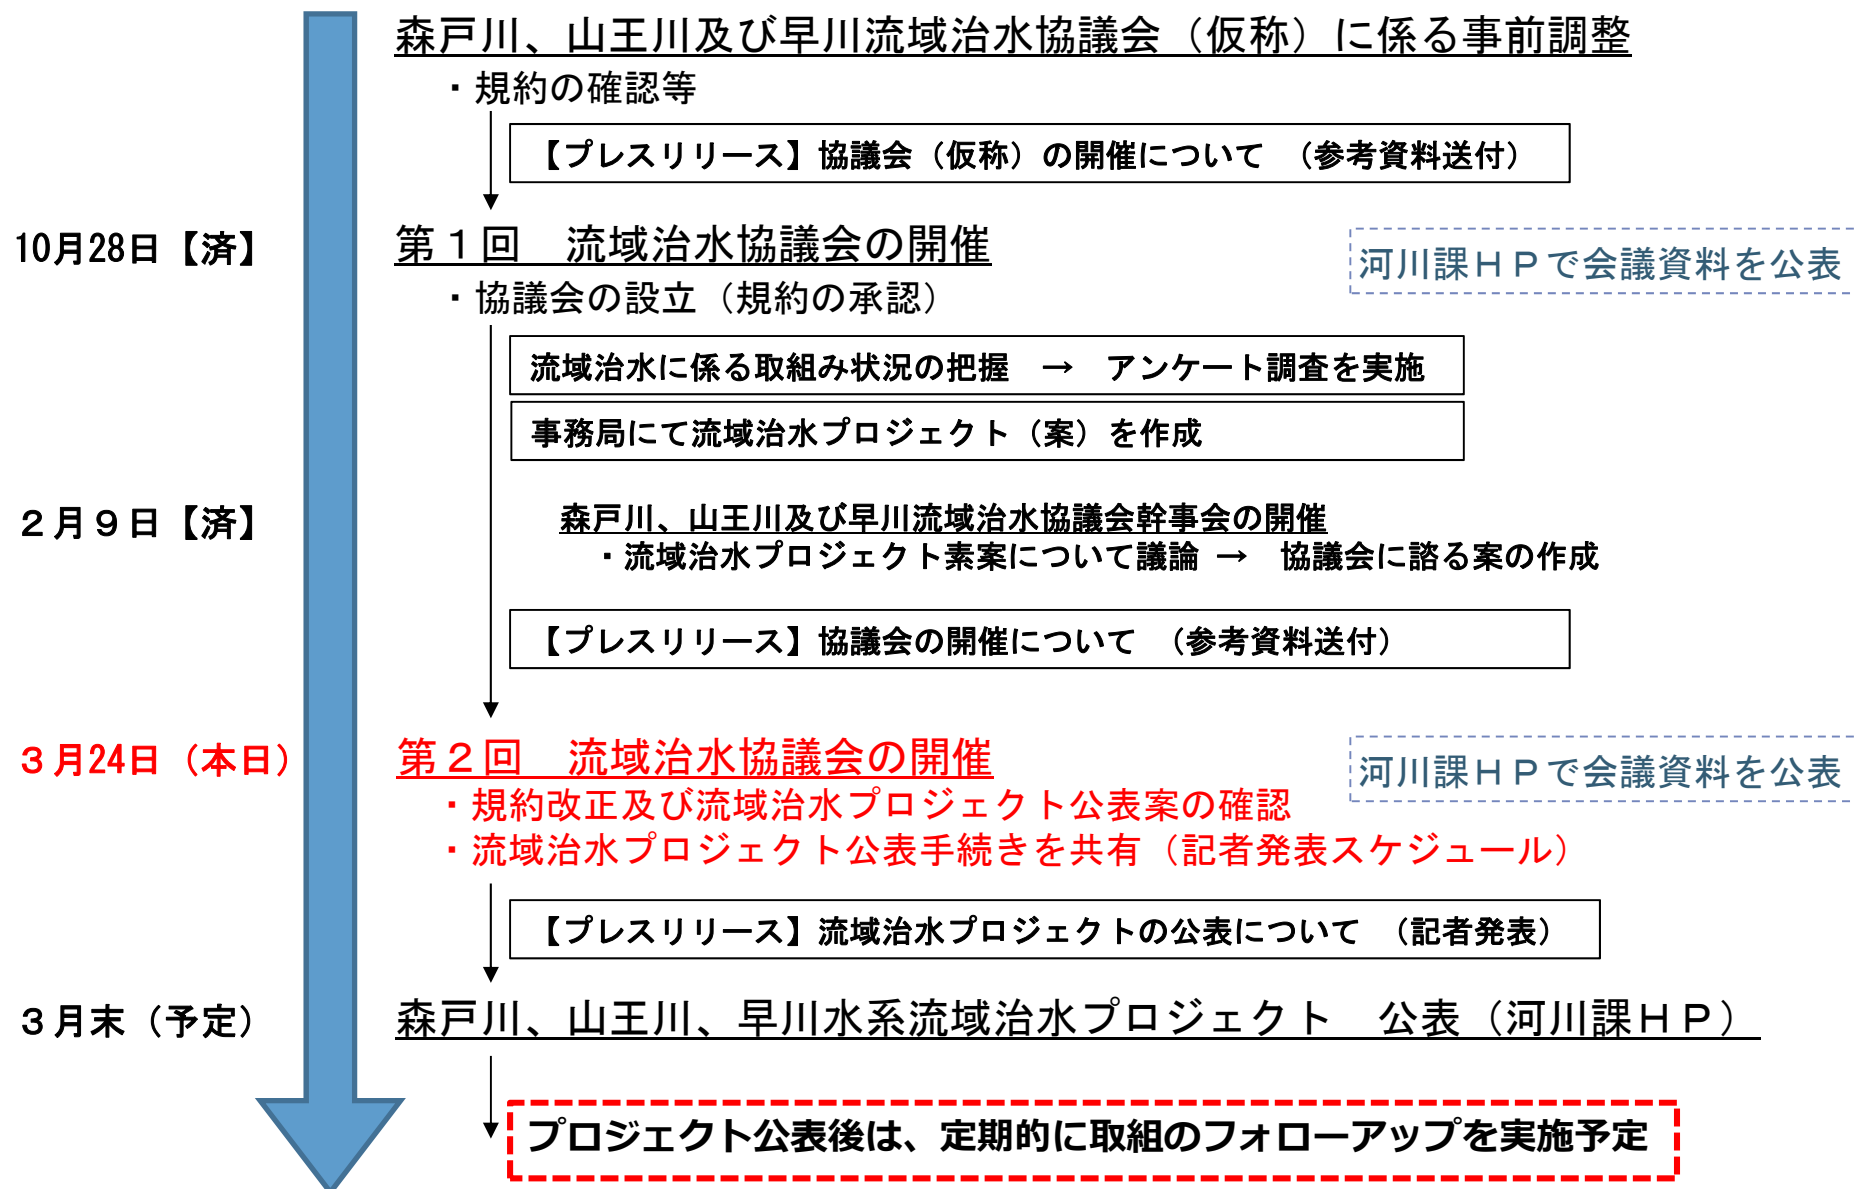 森戸川、山王川及び早川流域治水協議会（仮称）に係る事前調整
・規約の確認等
【プレスリリース】協議会（仮称）の開催について　（参考資料送付）
10月28日【済】
第１回　流域治水協議会の開催
河川課ＨＰで会議資料を公表
・協議会の設立（規約の承認）
流域治水に係る取組み状況の把握　→　アンケート調査を実施
事務局にて流域治水プロジェクト（案）を作成
２月９日【済】
森戸川、山王川及び早川流域治水協議会幹事会の開催
・流域治水プロジェクト素案について議論 →　協議会に諮る案の作成
【プレスリリース】協議会の開催について　（参考資料送付）
３月24日（本日）
第２回　流域治水協議会の開催
河川課ＨＰで会議資料を公表
・規約改正及び流域治水プロジェクト公表案の確認
・流域治水プロジェクト公表手続きを共有（記者発表スケジュール）
【プレスリリース】流域治水プロジェクトの公表について　（記者発表）
３月末（予定）
森戸川、山王川、早川水系流域治水プロジェクト　公表（河川課ＨＰ）
プロジェクト公表後は、定期的に取組のフォローアップを実施予定